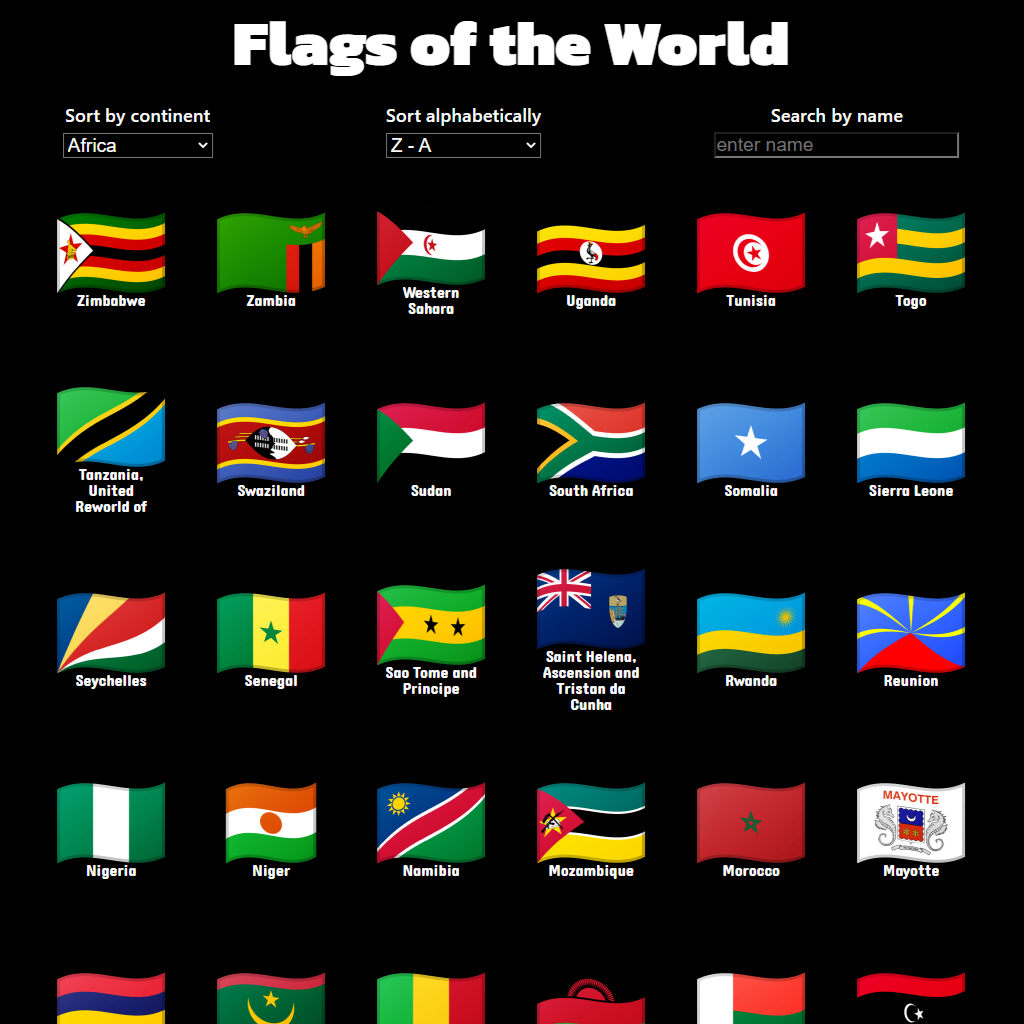 Flags of the World
Sort by continent
Sort alphabetically
Search by name
Africa
Z - A
enter name
Zimbabwe
Zambia
Western
Sahara
Uganda
Tunisia
Togo
Tanzania,
United
Reworld of
Swaziland
Sudan
South Africa
Somalia
Sierra Leone
Seychelles
Senegal
Sao Tome and
Principe
Saint Helena,
Ascension and
Tristan da
Cunha
Rwanda
Reunion
Nigeria
Niger
Namibia
Mozambique
Morocco
MAYOTTE
Mayotte